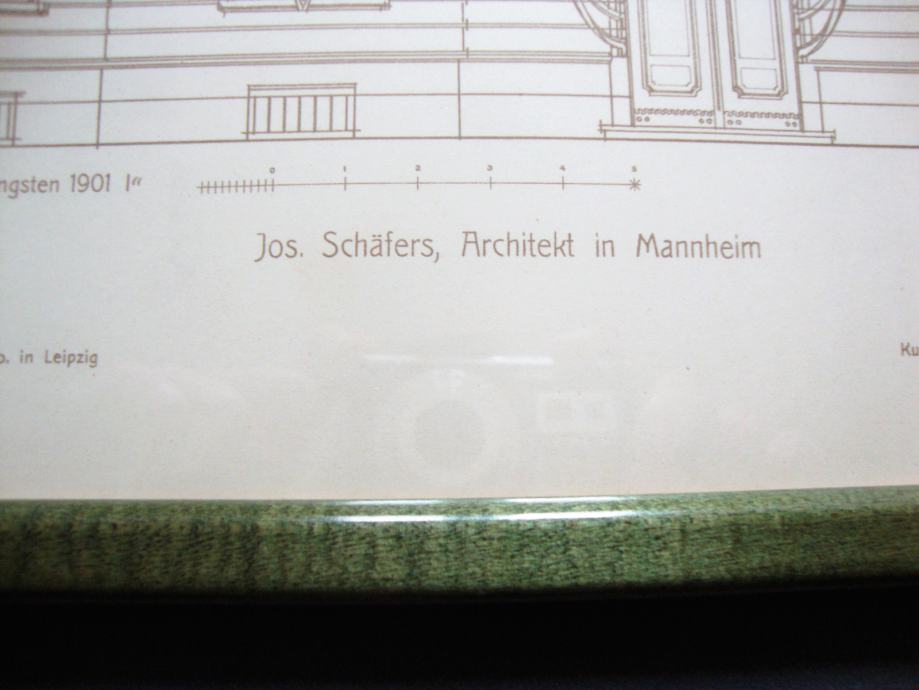 0 1 2 3 4 5
ngsten 1901 I"
Jos. Schäfers, Architekt in Mannheim
o. in Leipzig
Ku